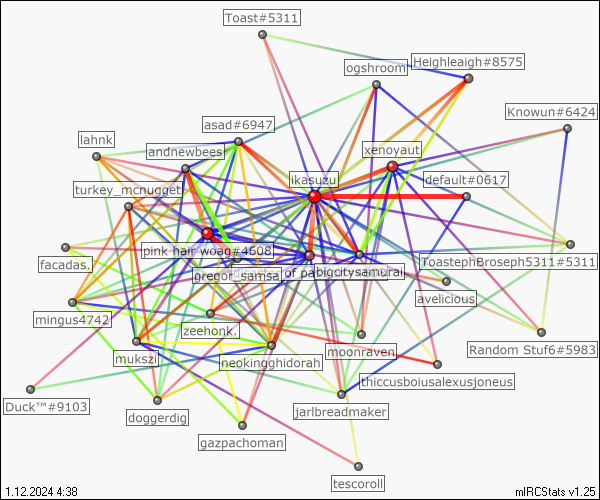 Toast#5311
ogshroom
Heighleaigh#8575
Knowun#6424
asad#6947
lahnk
andnewbees
xenoyaut
ikasuzu
default#0617
turkey_mcnugget
pink hair woag#4608
ToastephBroseph5311#5311
facadas.
gregor_samsa
of pa
bigcitysamurai
avelicious
mingus4742
zeehonk.
mukszi
neokingghidorah
moonraven
Random Stuf6#5983
thiccusboiusalexusjoneus
Duck™#9103
doggerdig
jarlbreadmaker
gazpachoman
tescoroll
1.12.2024 4:38
mIRCStats v1.25